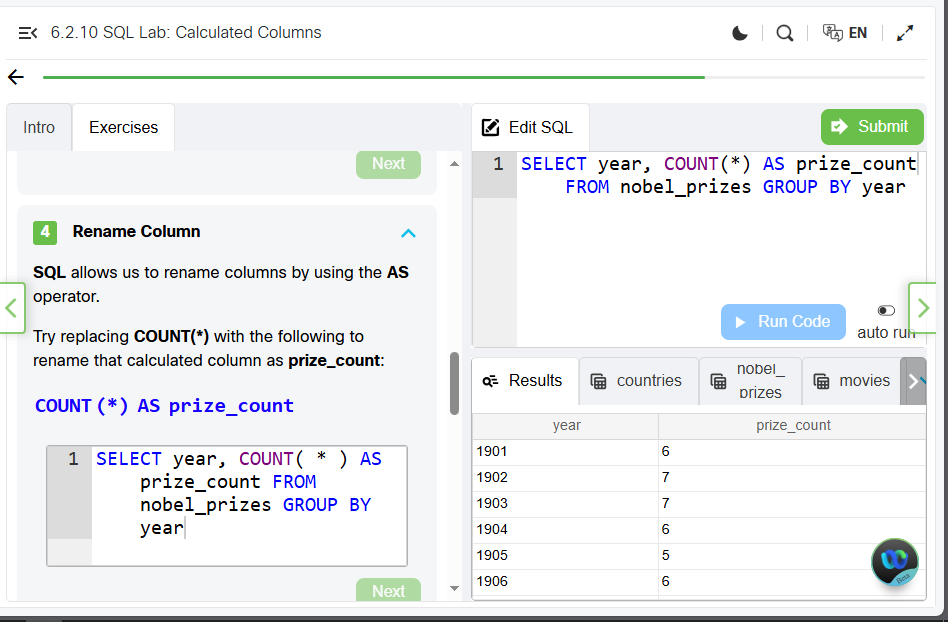 6.2.10 SQL Lab: Calculated Columns
EN
Intro
Exercises
Next
4
Rename Column
SQL allows us to rename columns by using the AS
operator.
Try replacing COUNT(*) with the following to
rename that calculated column as prize_count:
COUNT(*) AS prize_count
1
SELECT year, COUNT( * ) AS
prize_count FROM
nobel_prizes GROUP BY
year
Next
Edit SQL
Submit
1
SELECT year, COUNT(*) AS prize_count
FROM nobel_prizes GROUP BY year
Run Code
auto run
Results
countries
nobel_
prizes
movies
year prize_count
1901 6
1902 7
1903 7
1904 6
1905 5
1906 6
Beta